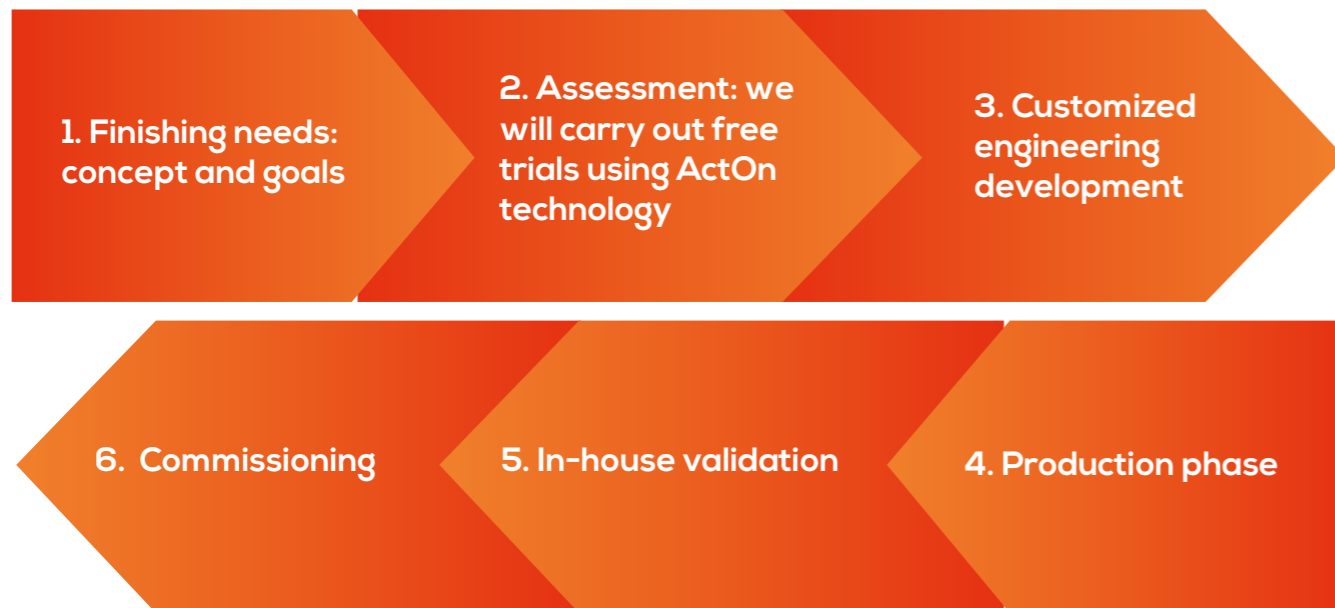 1. Finishing needs:
concept and goals
2. Assessment: we
will carry out free
trials using ActOn
technology
3. Customized
engineering
development
4. Production phase
5. In-house validation
6. Commissioning